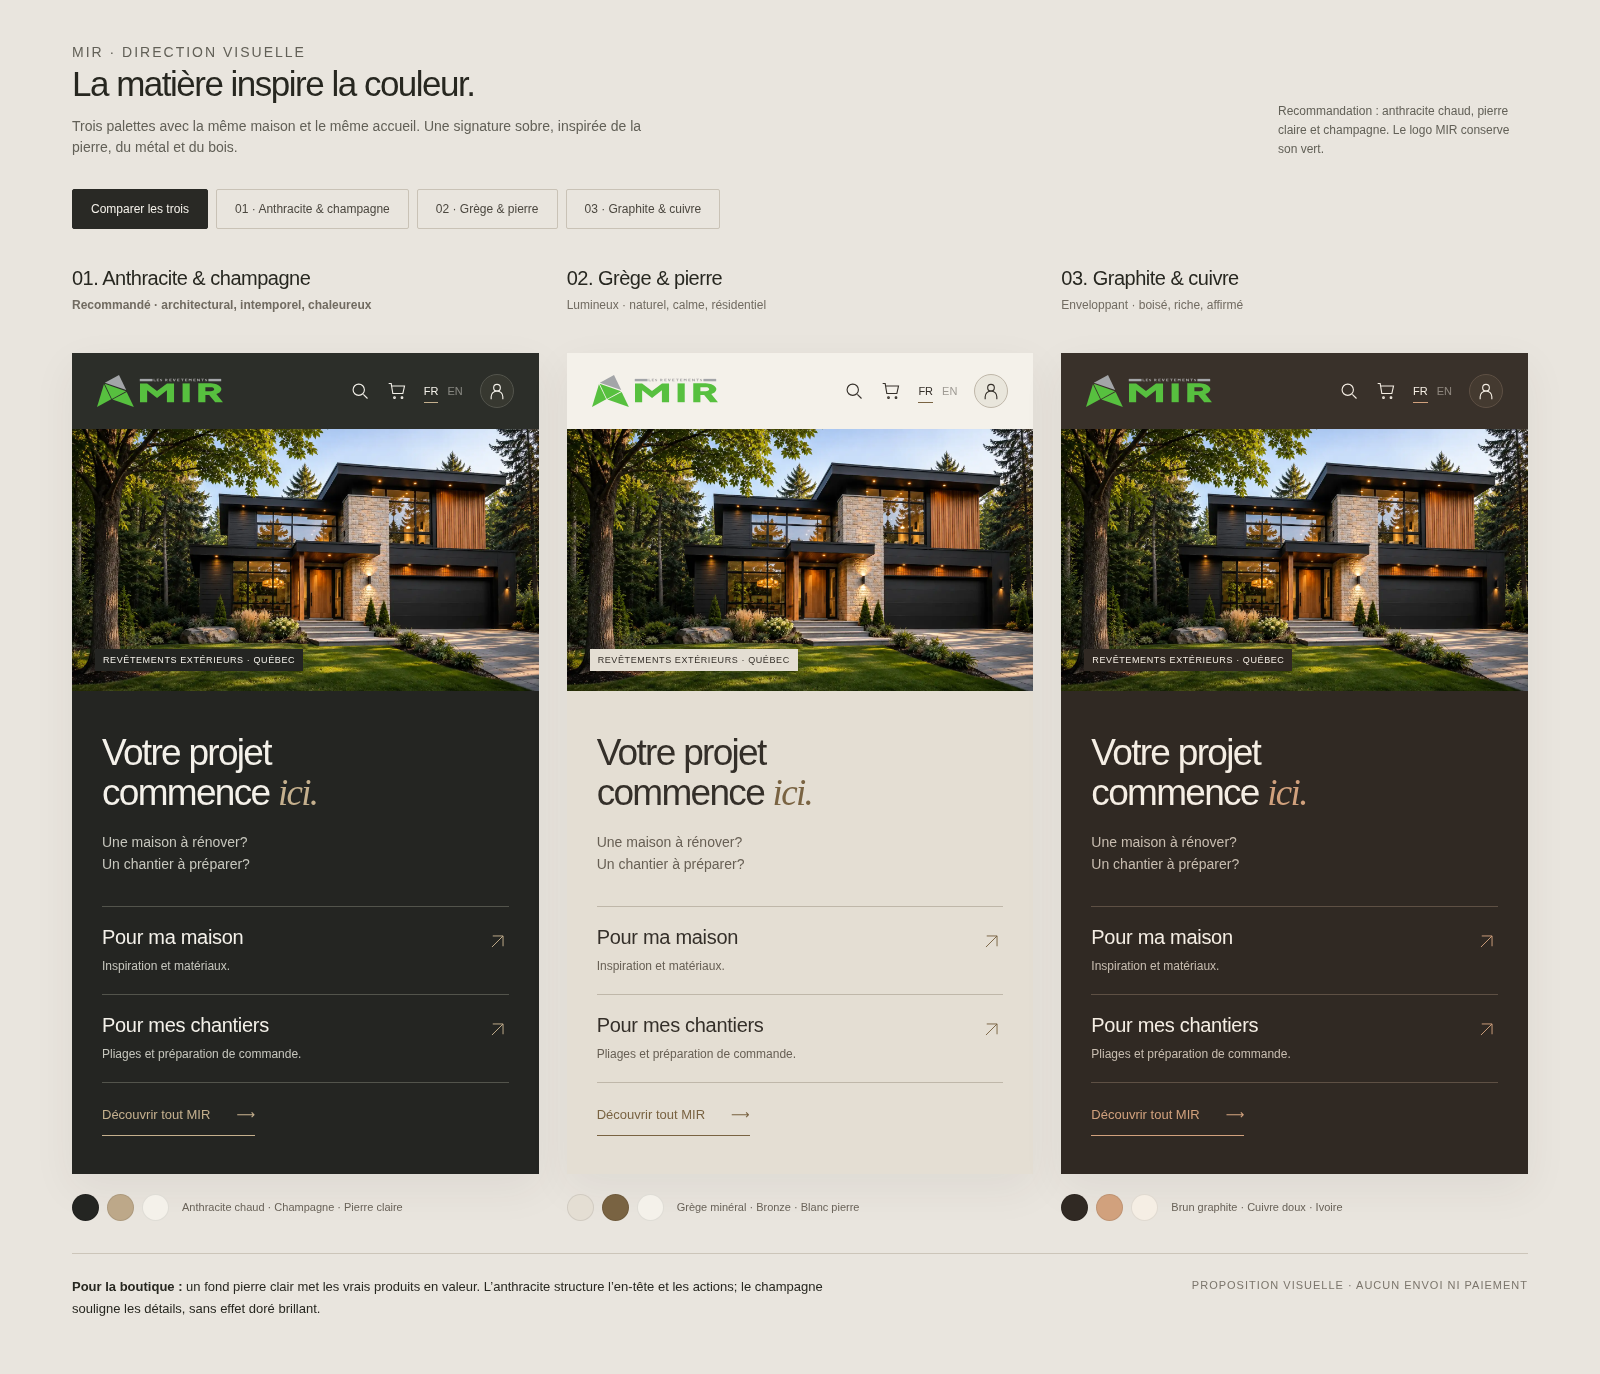 MIR · DIRECTION VISUELLE
La matière inspire la couleur.
Trois palettes avec la même maison et le même accueil. Une signature sobre, inspirée de la
pierre, du métal et du bois.
Recommandation : anthracite chaud, pierre
claire et champagne. Le logo MIR conserve
son vert.
Comparer les trois
01 · Anthracite & champagne
02 · Grège & pierre
03 · Graphite & cuivre
01. Anthracite & champagne
Recommandé · architectural, intemporel, chaleureux
LES REVÊTEMENTS
MIR
FR EN
REVÊTEMENTS EXTÉRIEURS · QUÉBEC
Votre projet
commence ici.
Une maison à rénover?
Un chantier à préparer?
Pour ma maison
Inspiration et matériaux.
Pour mes chantiers
Pliages et préparation de commande.
Découvrir tout MIR
Anthracite chaud · Champagne · Pierre claire
02. Grège & pierre
Lumineux · naturel, calme, résidentiel
LES REVÊTEMENTS
MIR
FR EN
REVÊTEMENTS EXTÉRIEURS · QUÉBEC
Votre projet
commence ici.
Une maison à rénover?
Un chantier à préparer?
Pour ma maison
Inspiration et matériaux.
Pour mes chantiers
Pliages et préparation de commande.
Découvrir tout MIR
Grège minéral · Bronze · Blanc pierre
03. Graphite & cuivre
Enveloppant · boisé, riche, affirmé
LES REVÊTEMENTS
MIR
FR EN
REVÊTEMENTS EXTÉRIEURS · QUÉBEC
Votre projet
commence ici.
Une maison à rénover?
Un chantier à préparer?
Pour ma maison
Inspiration et matériaux.
Pour mes chantiers
Pliages et préparation de commande.
Découvrir tout MIR
Brun graphite · Cuivre doux · Ivoire
Pour la boutique : un fond pierre clair met les vrais produits en valeur. L’anthracite structure l’en-tête et les actions; le champagne
souligne les détails, sans effet doré brillant.
PROPOSITION VISUELLE · AUCUN ENVOI NI PAIEMENT